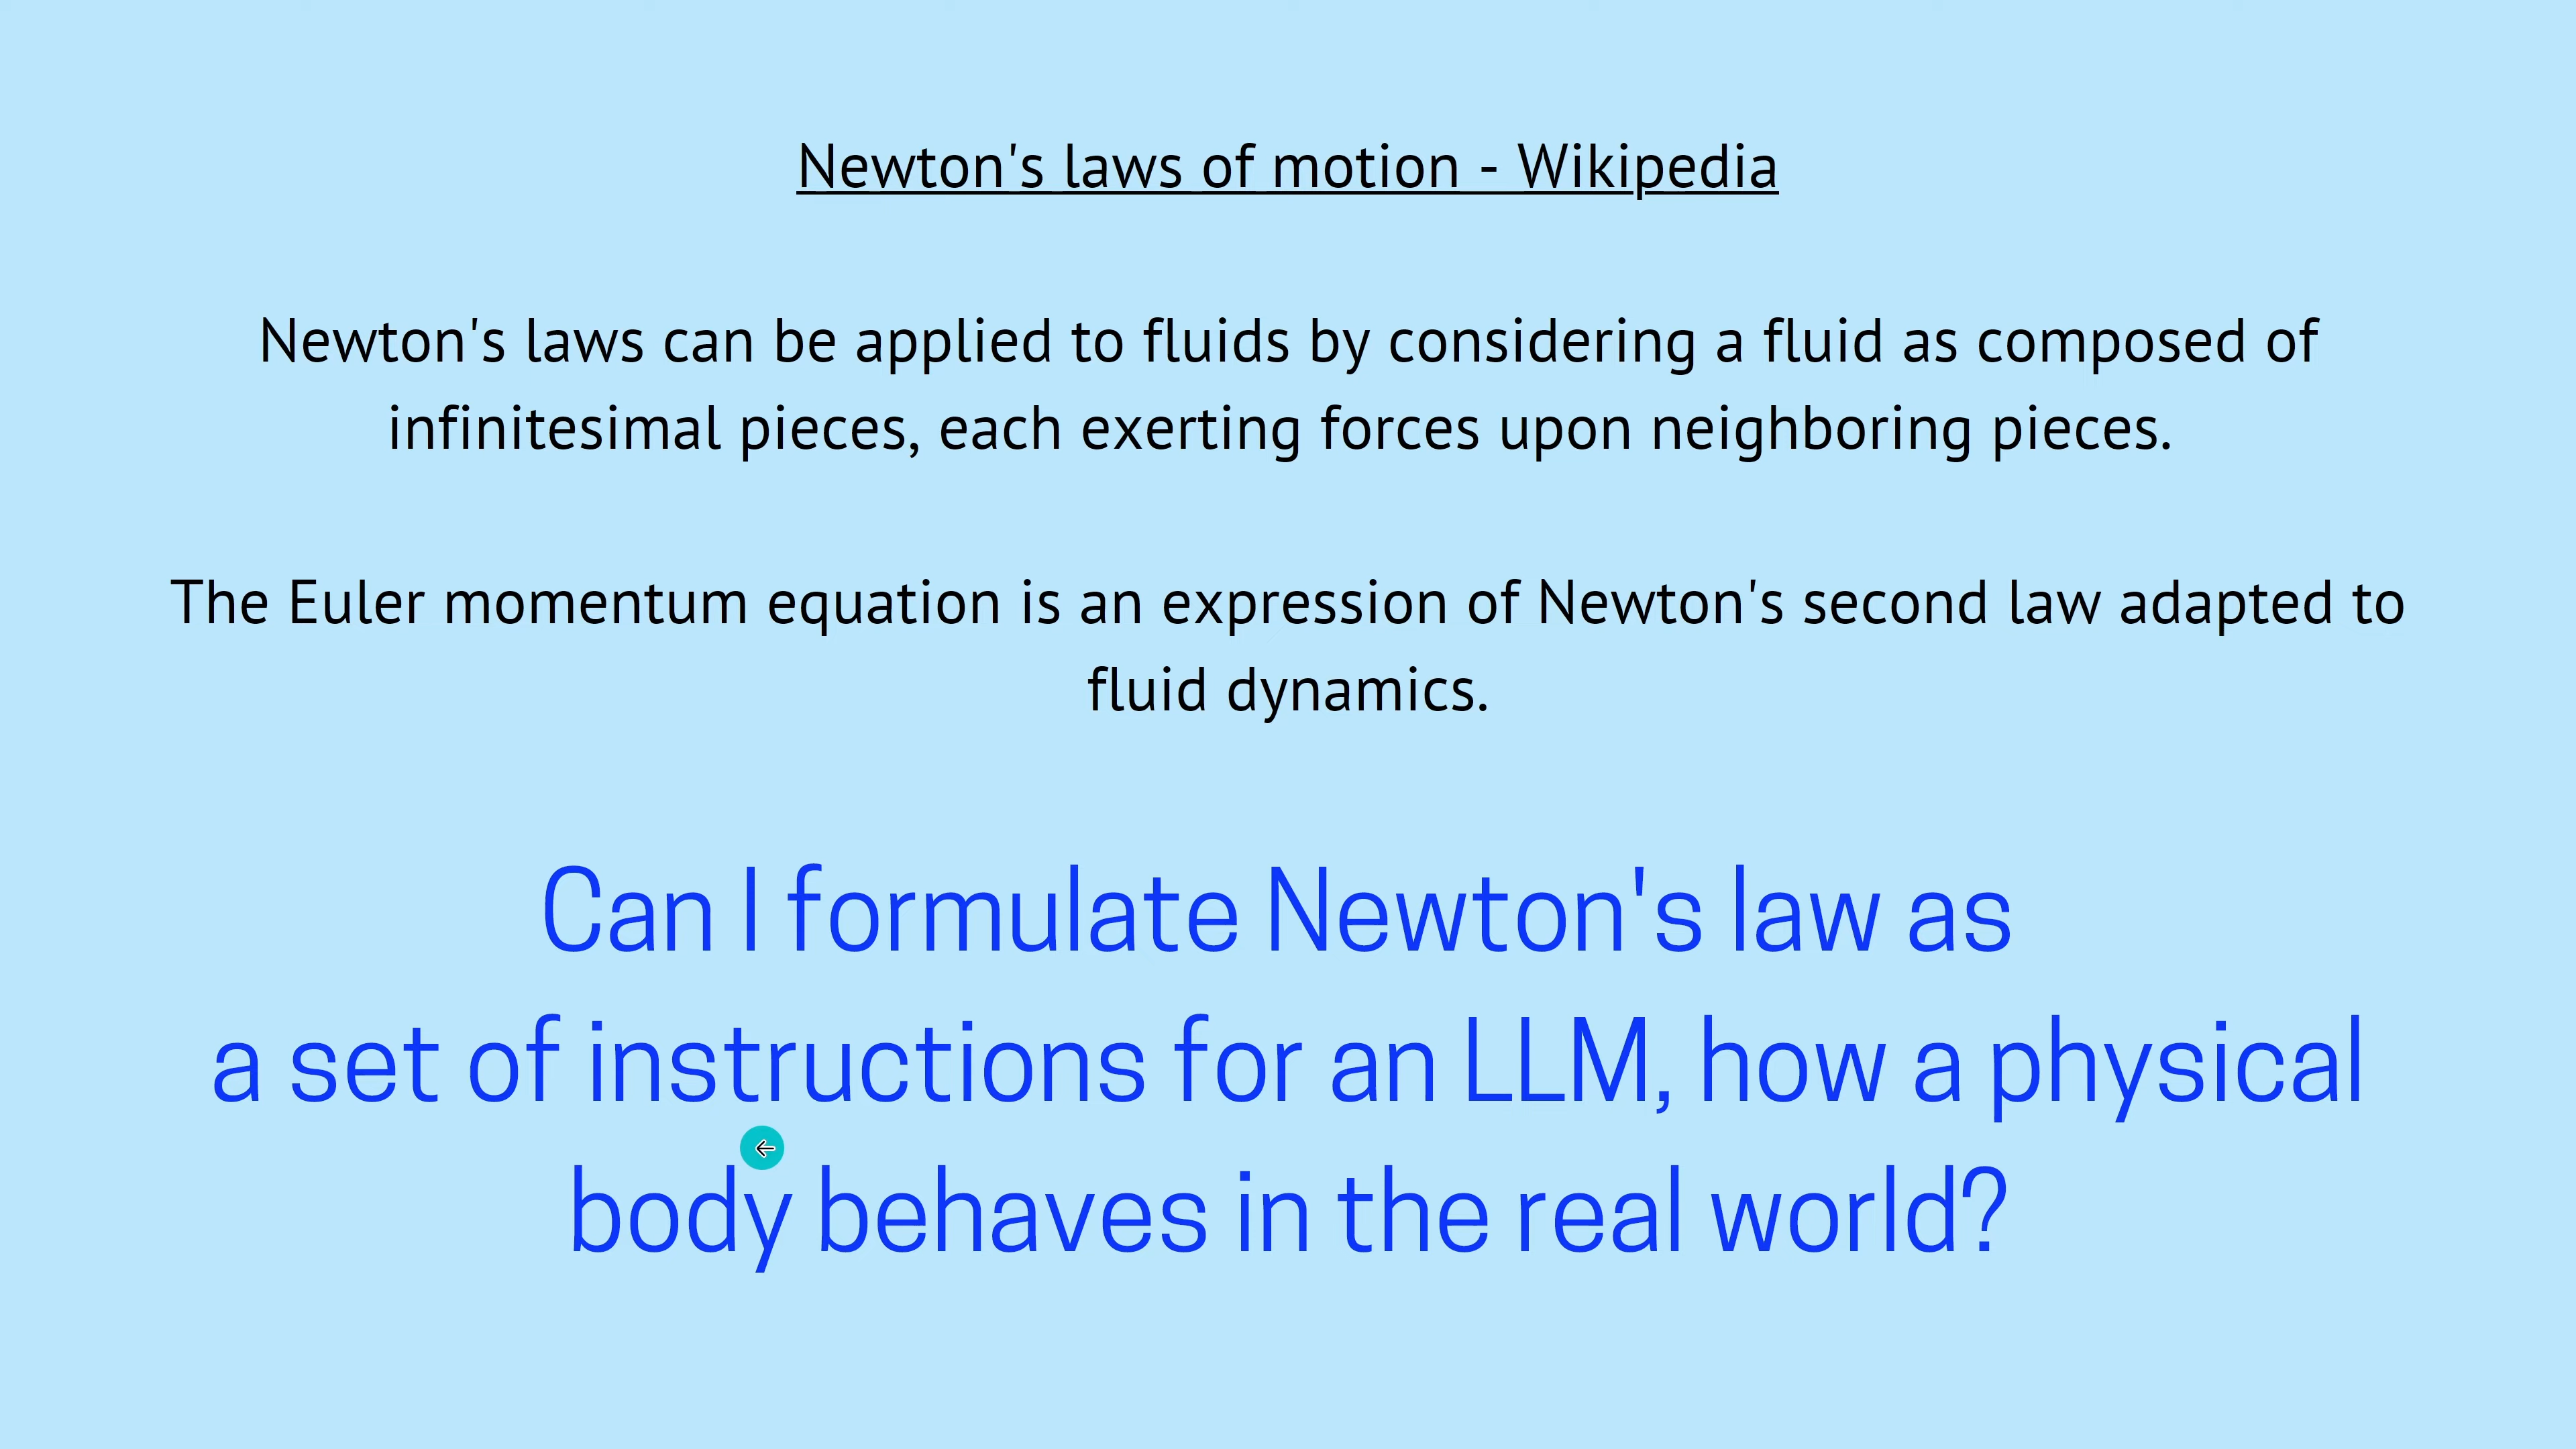 Newton's laws of motion - Wikipedia
Newton's laws can be applied to fluids by considering a fluid as composed of
infinitesimal pieces, each exerting forces upon neighboring pieces.
The Euler momentum equation is an expression of Newton's second law adapted to
fluid dynamics.
Can I formulate Newton's law as
a set of instructions for an LLM, how a physical
body behaves in the real world?